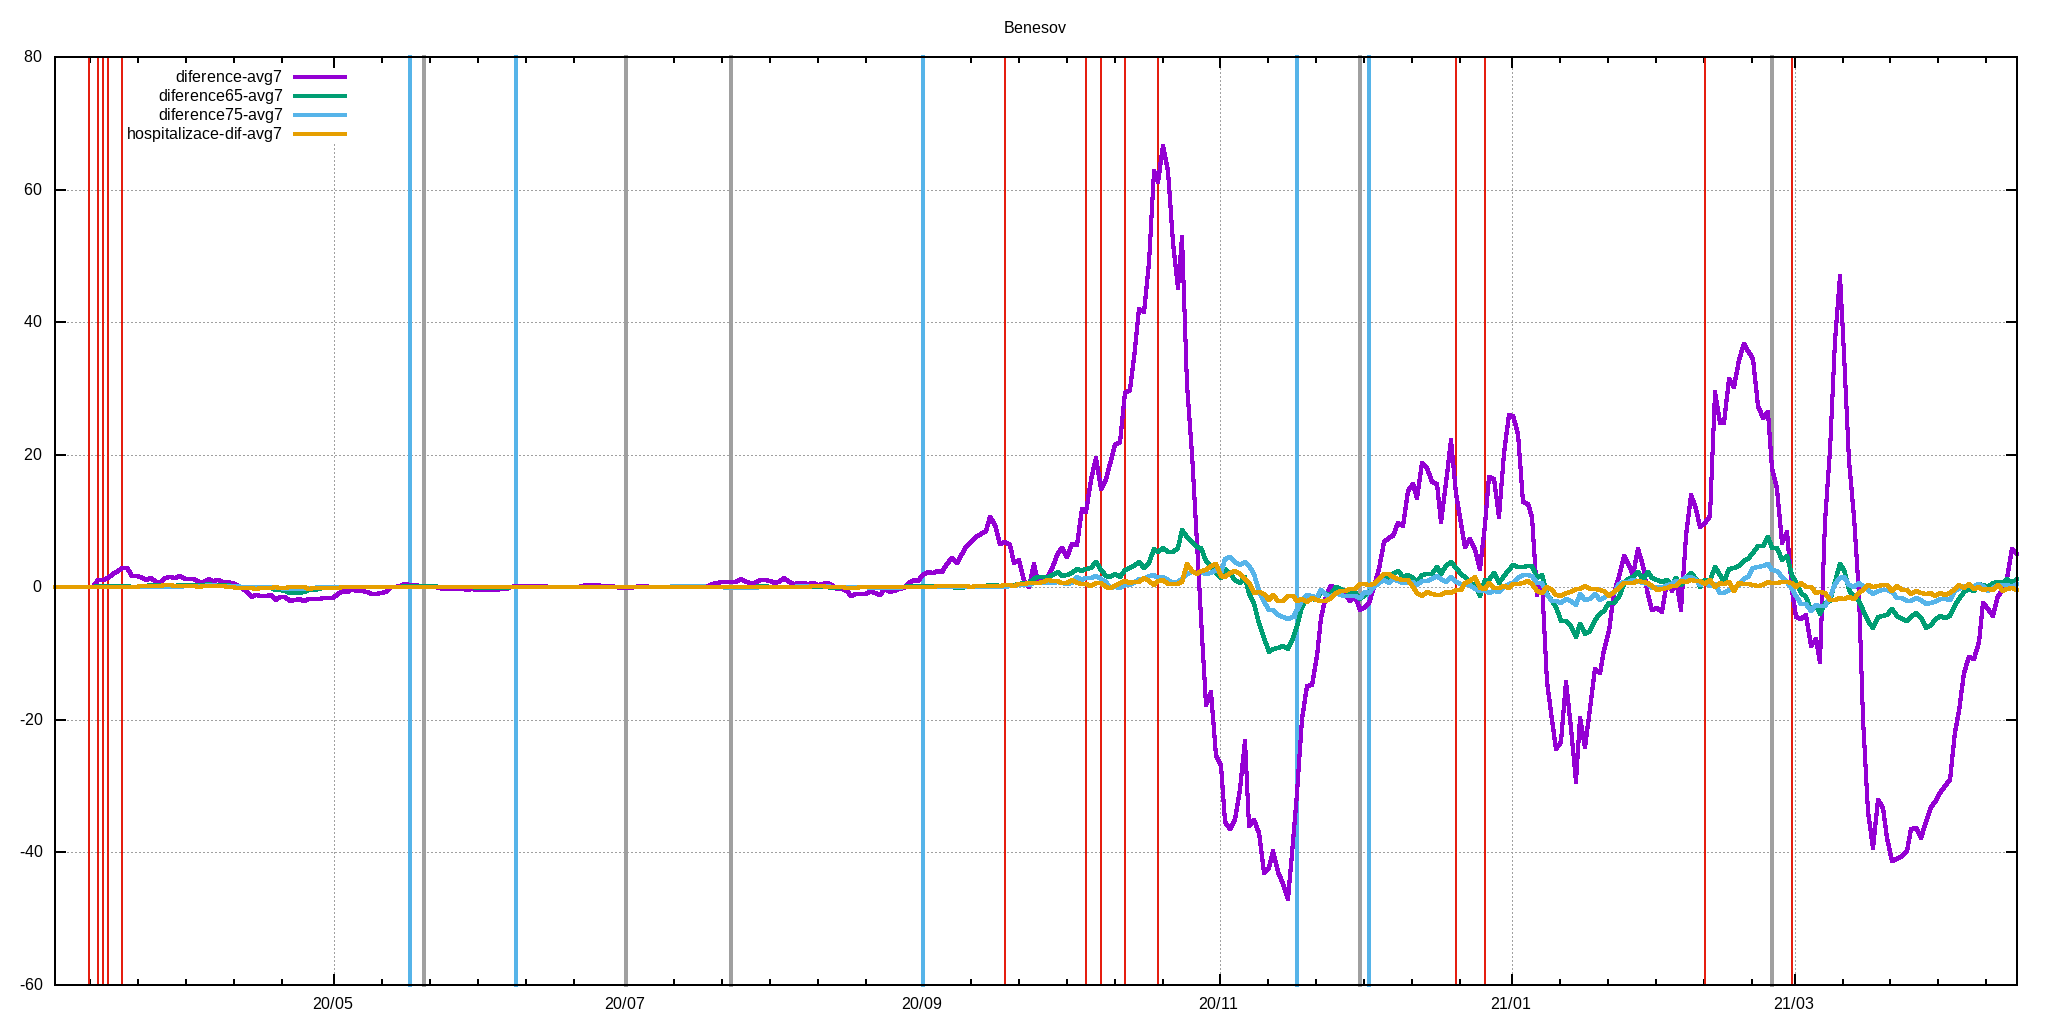 Benesov
80
diference-avg7
diference65-avg7
diference75-avg7
hospitalizace-dif-avg7
60
40
20
0
-20
-40
-60
20/05 20/07 20/09 20/11 21/01 21/03